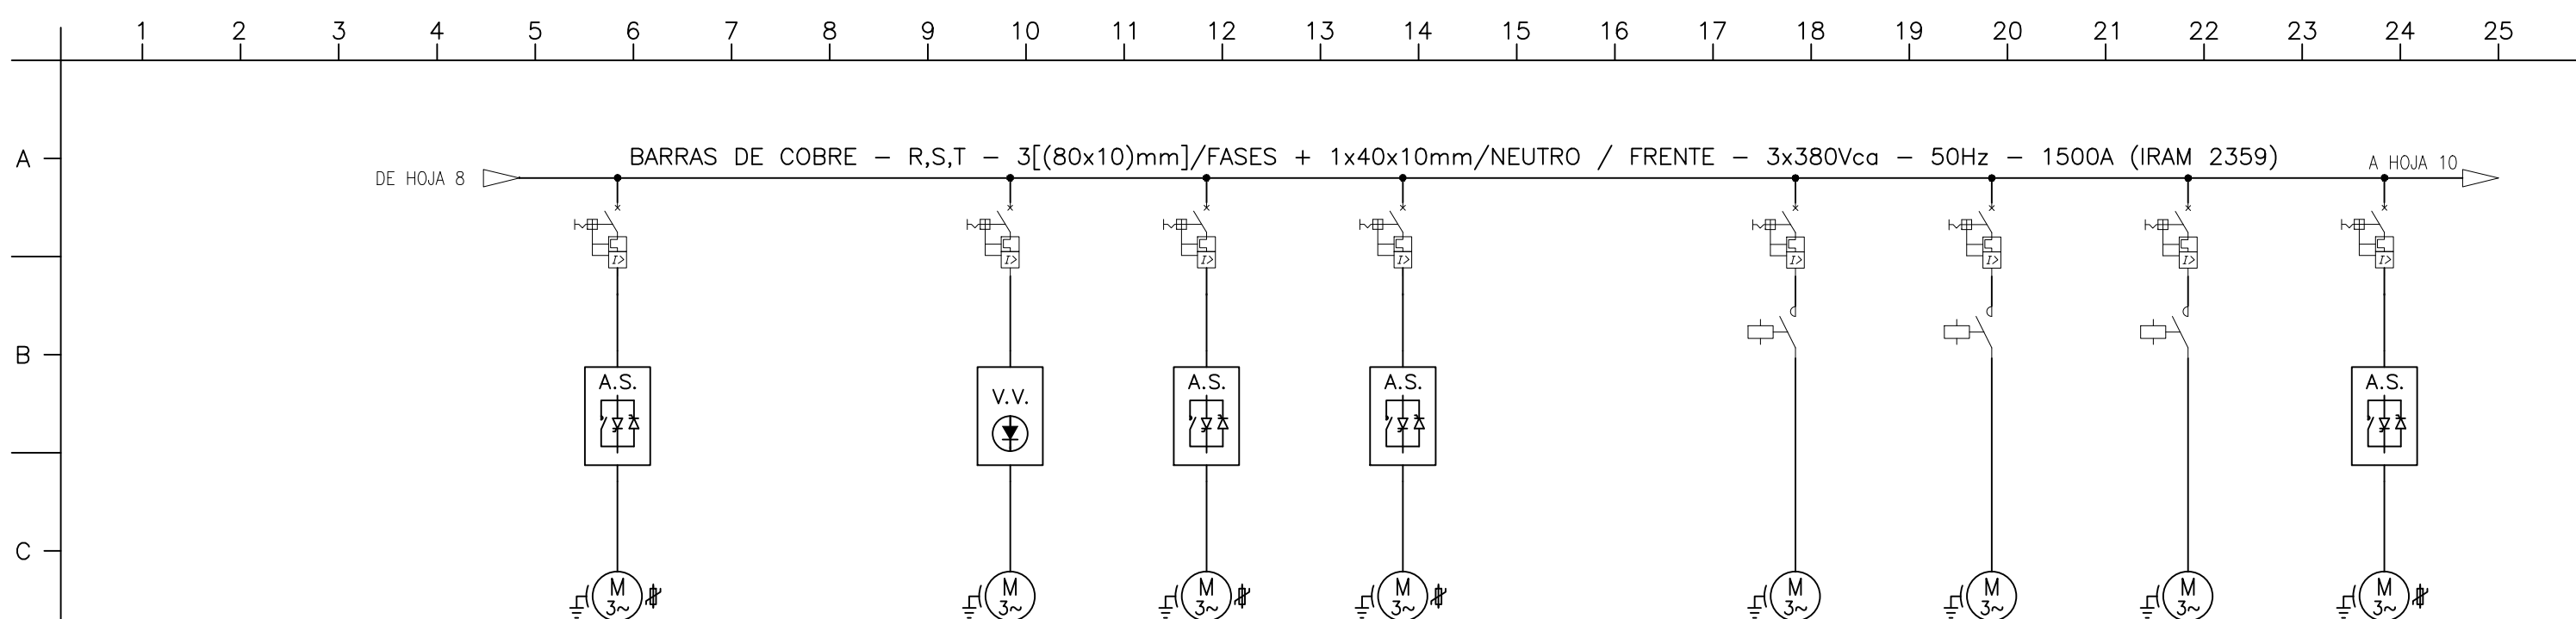 1 2 3 4 5 6 7 8 9 10 11 12 13 14 15 16 17 18 19 20 21 22 23 24 25
A
BARRAS DE COBRE - R,S,T - 3[(80x10)mm]/FASES + 1x40x10mm/NEUTRO / FRENTE - 3x380Vca - 50Hz - 1500A (IRAM 2359)
A HOJA 10
DE HOJA 8
I> I> I> I> I> I> I> I>
B
A.S. V.V. A.S. A.S. A.S.
C
M M M M M M M M
3~ 3~ 3~ 3~ 3~ 3~ 3~ 3~